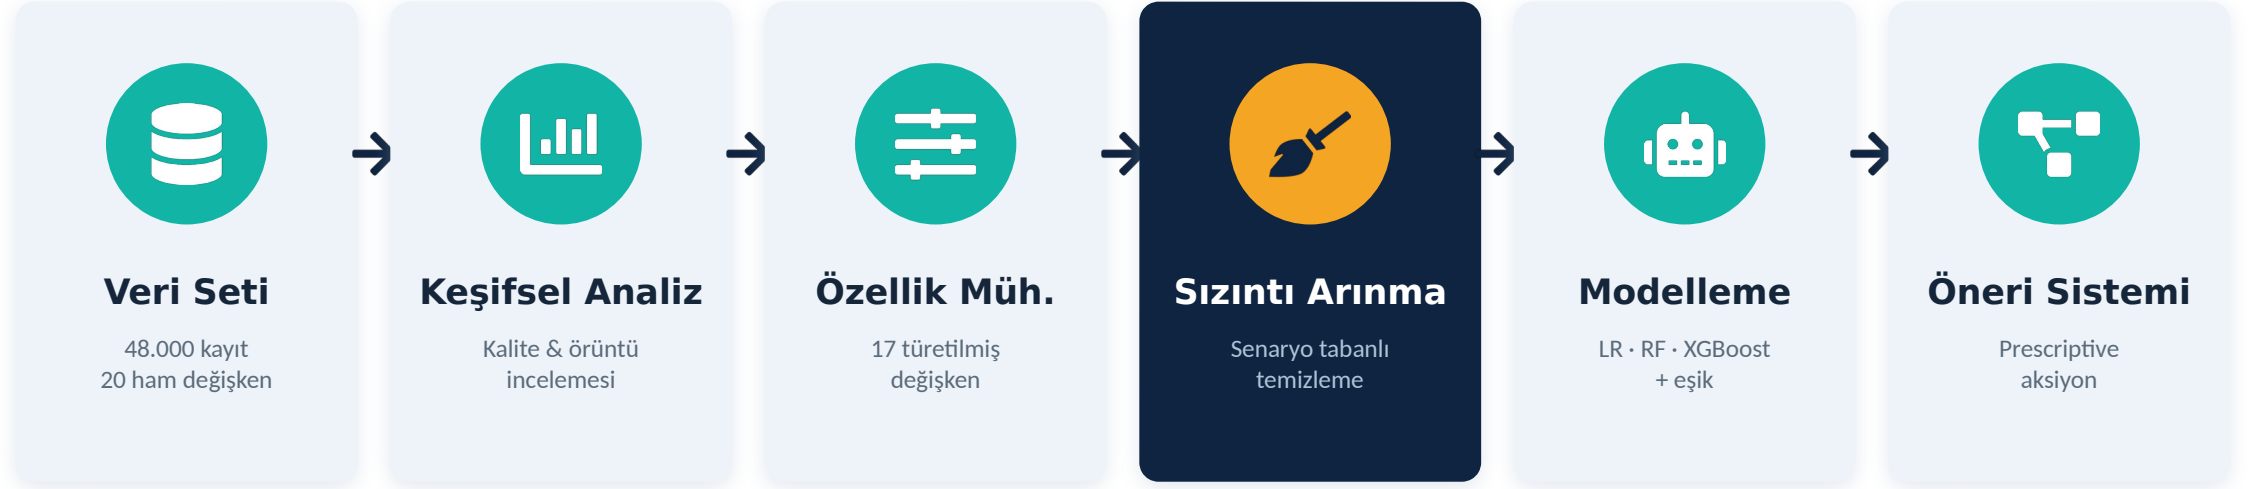 Veri Seti
48.000 kayıt
20 ham değişken
Keşifsel Analiz
Kalite & örüntü
incelemesi
Özellik Müh.
17 türetilmiş
değişken
Sızıntı Arınma
Senaryo tabanlı
temizleme
Modelleme
LR · RF · XGBoost
+ eşik
Öneri Sistemi
Prescriptive
aksiyon